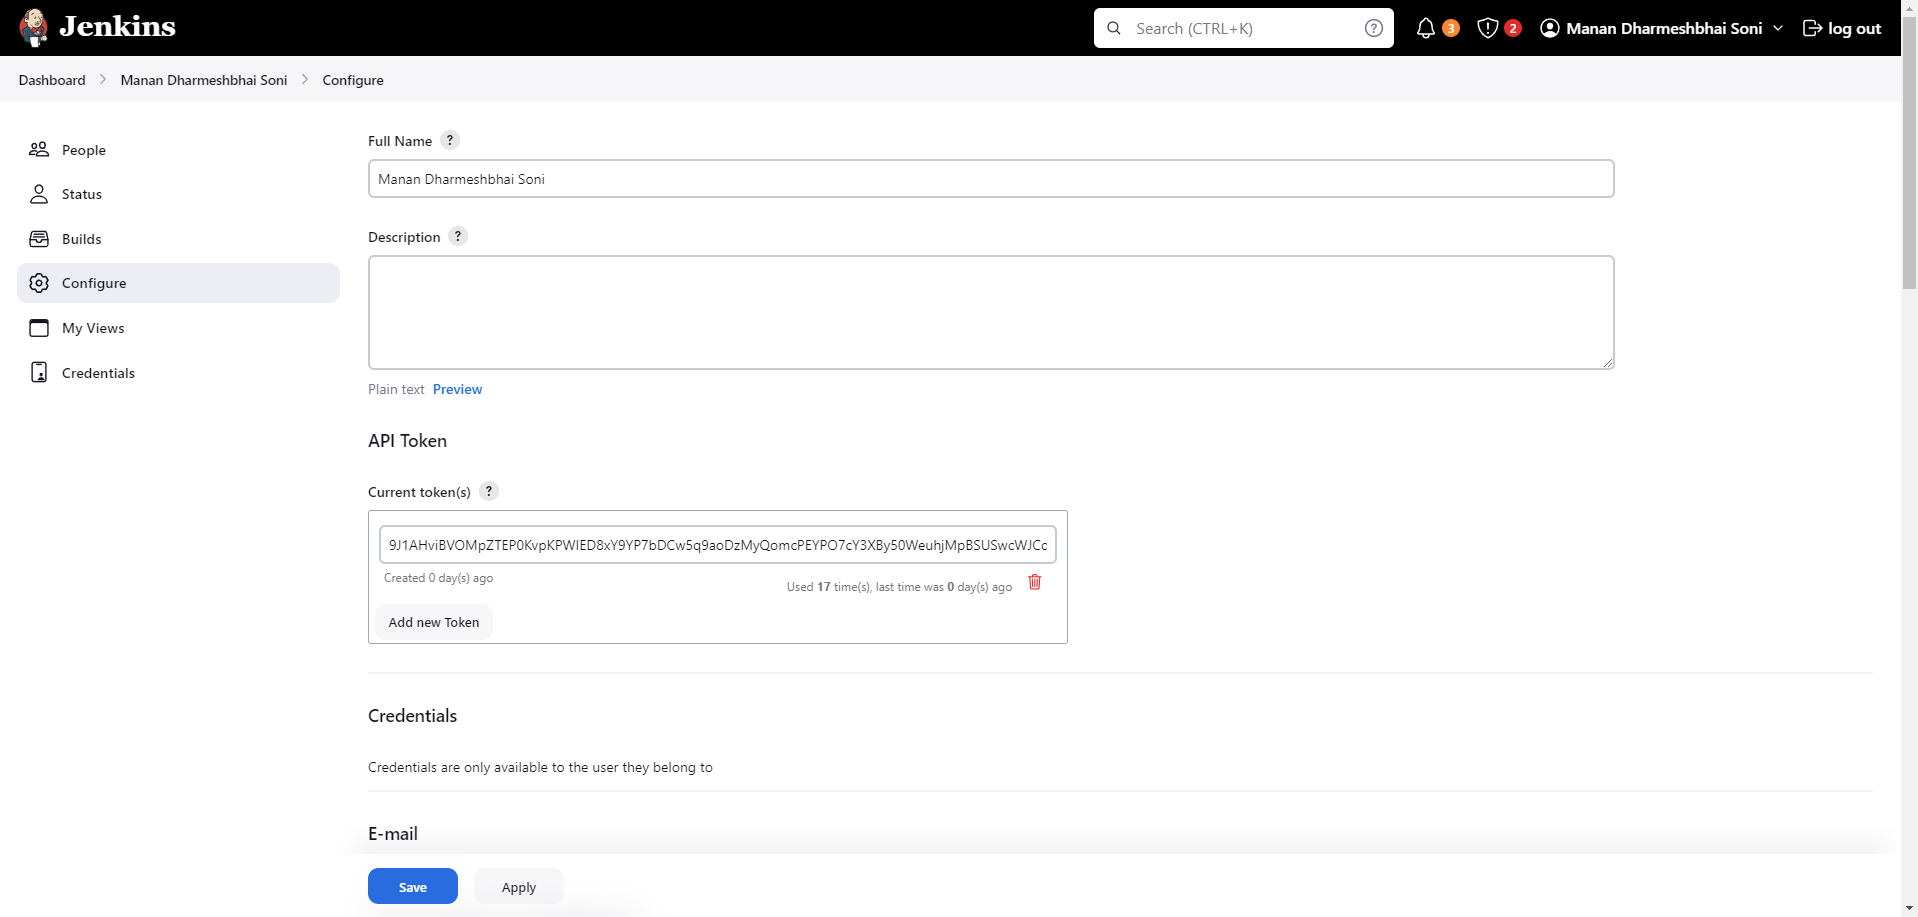 Jenkins
Search (CTRL+K)
?
3
2
Manan Dharmeshbhai Soni
log out
Dashboard
Manan Dharmeshbhai Soni
Configure
People
Status
Builds
Configure
My Views
Credentials
Full Name ?
Manan Dharmeshbhai Soni
Description ?
Plain text Preview
API Token
Current token(s) ?
9J1AHviBVOMpZTEP0KvpKPWIED8xY9YP7bDCw5q9aoDzMyQomcPEYPO7cY3XBy50WeuhjMpBSUSwcWJC
Created 0 day(s) ago
Used 17 time(s), last time was 0 day(s) ago
Add new Token
Credentials
Credentials are only available to the user they belong to
E-mail
Save
Apply